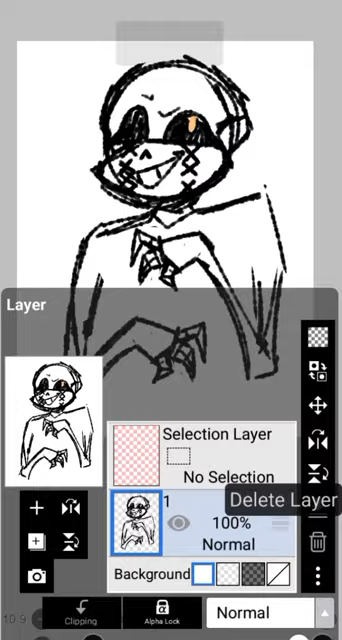 Layer
Selection Layer
No Selection
1
Delete Layer
100%
Normal
Background
Clipping
Alpha Lock
Normal